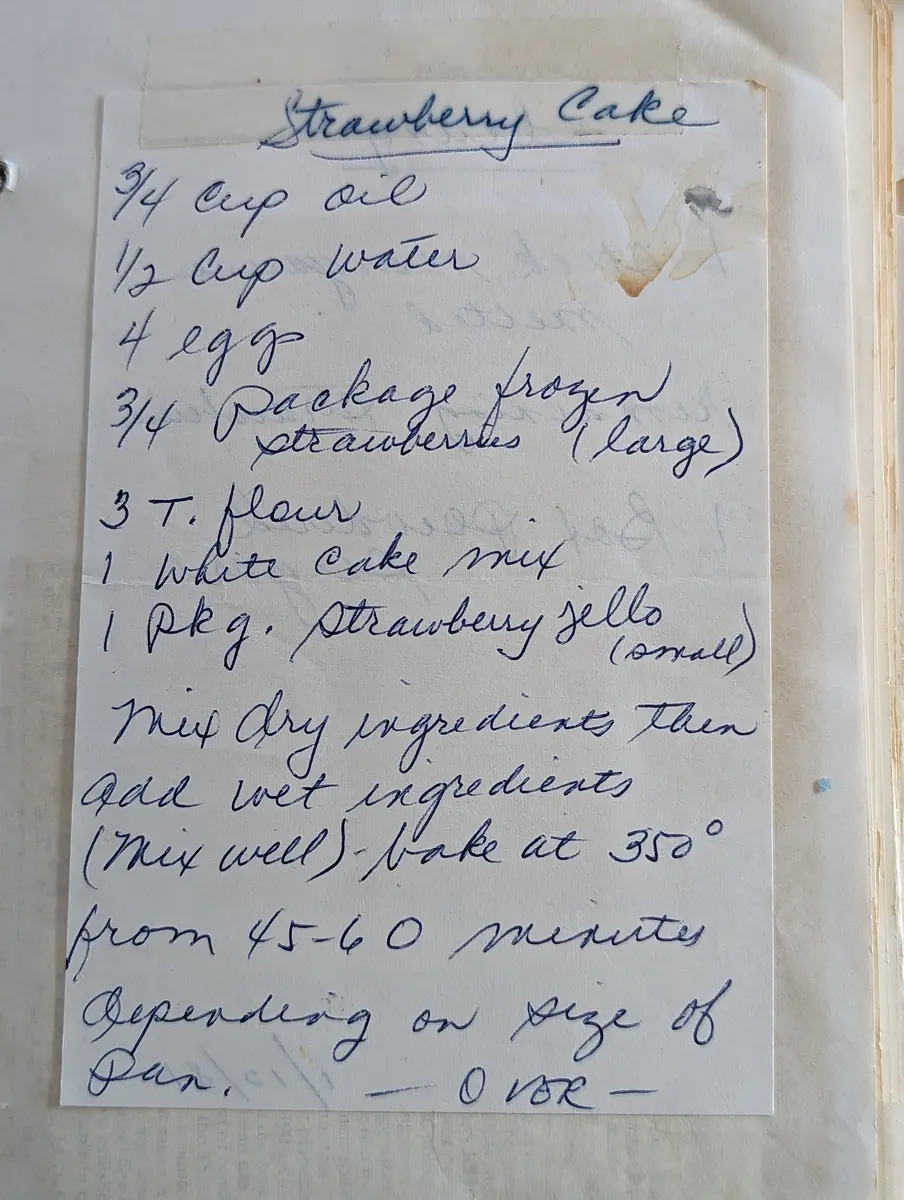 Strawberry Cake
3/4 cup oil
1/2 cup water
4 eggs
3/4 Package frozen
strawberries (large)
3 T. flour
1 White Cake mix
1 pkg. Strawberry jello
(small)
Mix dry ingredients then
add wet ingredients
(Mix well) - bake at 350°
from 45-60 minutes
Depending on size of
Pan. — OVER —